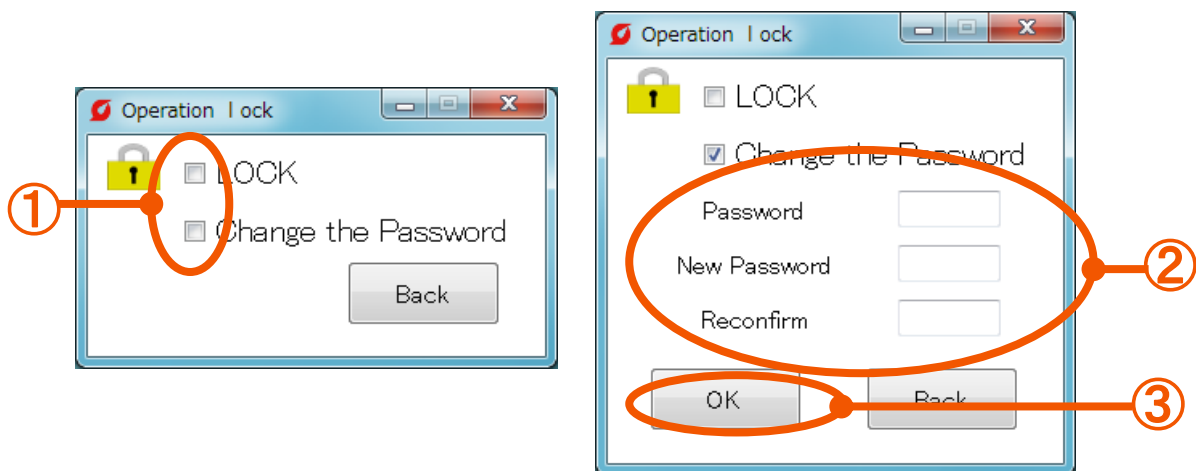 Operation lock
LOCK
Change the Password
Back
①
Operation lock
LOCK
Change the Password
Password
New Password
Reconfirm
OK
Back
②
③